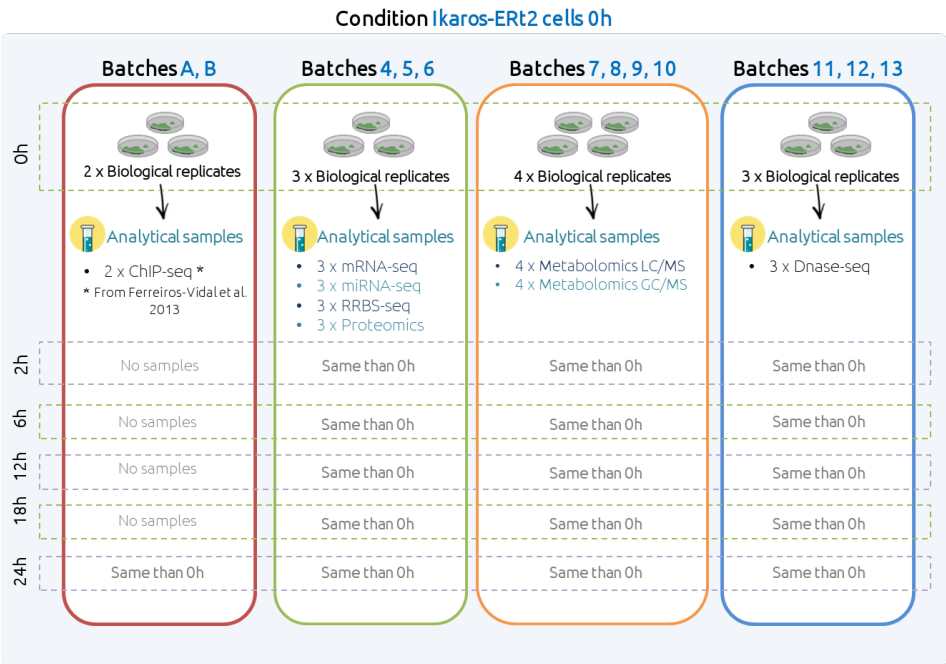 Condition Ikaros-ERt2 cells 0h
Batches A, B
Batches 4, 5, 6
Batches 7, 8, 9, 10
Batches 11, 12, 13
0h
2 x Biological replicates
3 x Biological replicates
4 x Biological replicates
3 x Biological replicates
Analytical samples
• 2 x ChIP-seq *
* From Ferreiros-Vidal et al.
2013
Analytical samples
• 3 x mRNA-seq
• 3 x miRNA-seq
• 3 x RRBS-seq
• 3 x Proteomics
Analytical samples
• 4 x Metabolomics LC/MS
• 4 x Metabolomics GC/MS
Analytical samples
• 3 x Dnase-seq
2h
No samples
Same than 0h
Same than 0h
Same than 0h
6h
No samples
Same than 0h
Same than 0h
Same than 0h
12h
No samples
Same than 0h
Same than 0h
Same than 0h
18h
No samples
Same than 0h
Same than 0h
Same than 0h
24h
Same than 0h
Same than 0h
Same than 0h
Same than 0h